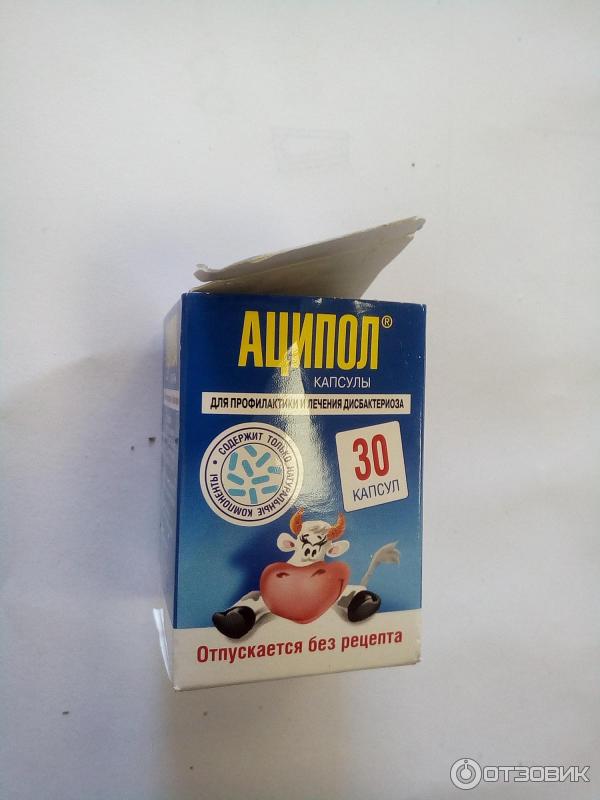 АЦИПОЛ®
КАПСУЛЫ
ДЛЯ ПРОФИЛАКТИКИ И ЛЕЧЕНИЯ ДИСБАКТЕРИОЗА
СОДЕРЖИТ ТОЛЬКО НАТУРАЛЬНЫЕ КОМПОНЕНТЫ
30
КАПСУЛ
Отпускается без рецепта
ОТЗОВИК